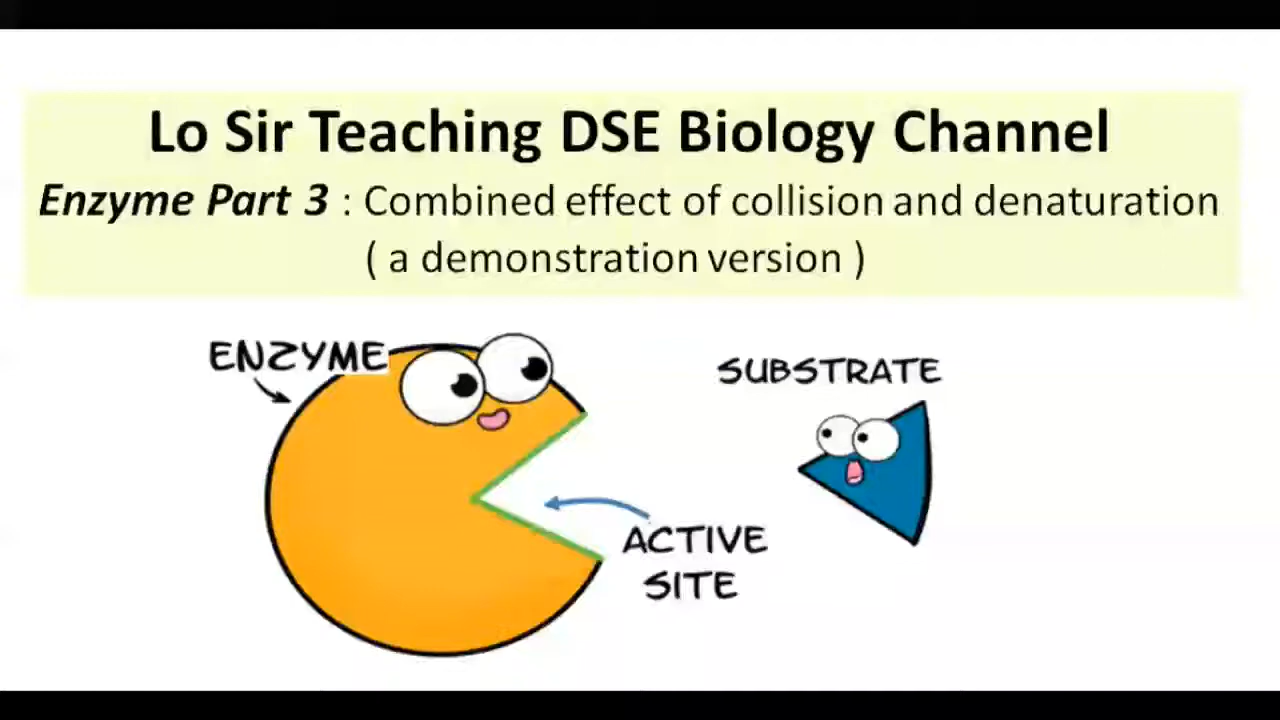 Lo Sir Teaching DSE Biology Channel
Enzyme Part 3 : Combined effect of collision and denaturation
( a demonstration version )
ENZYME
SUBSTRATE
ACTIVE
SITE